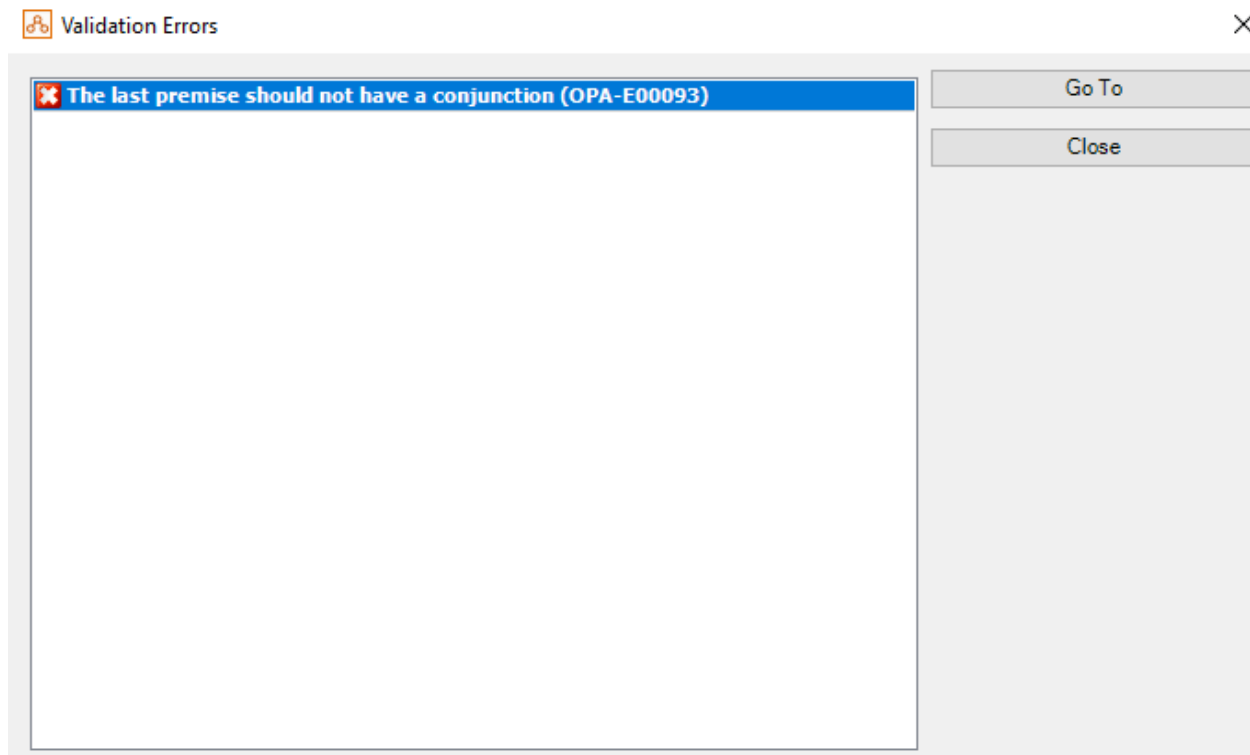 Validation Errors
The last premise should not have a conjunction (OPA-E00093)
Go To
Close